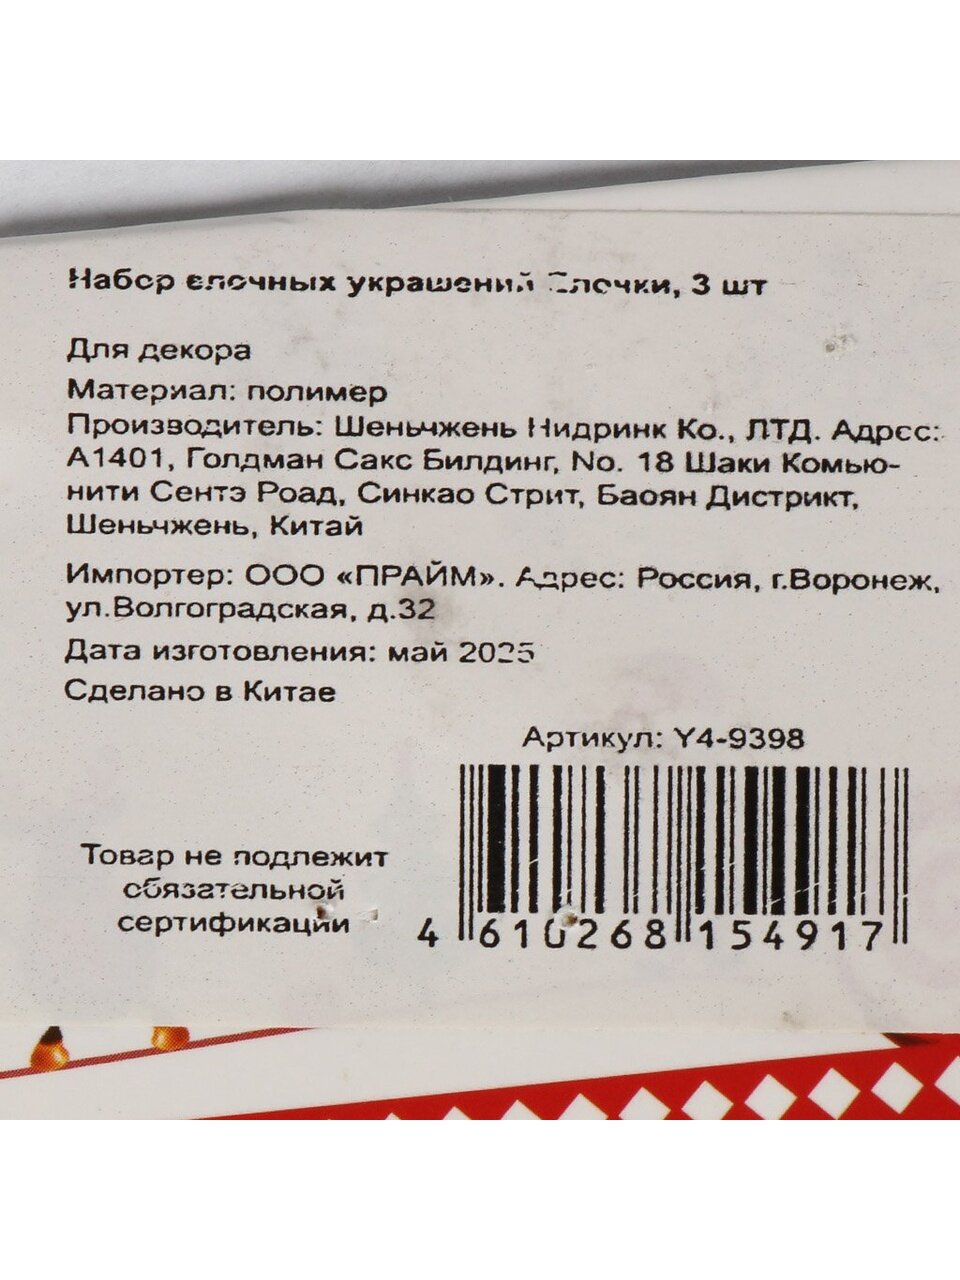 Набор елочных украшений Елочки, 3 шт
Для декора
Материал: полимер
Производитель: Шеньчжень Нидринк Ко., ЛТД. Адрес:
А1401, Голдман Сакс Билдинг, No. 18 Шаки Комью-
нити Сентэ Роад, Синкао Стрит, Баоян Дистрикт,
Шеньчжень, Китай
Импортер: ООО «ПРАЙМ». Адрес: Россия, г.Воронеж,
ул.Волгоградская, д.32
Дата изготовления: май 2025
Сделано в Китае
Артикул: Y4-9398
Товар не подлежит
обязательной
сертификации
4 610268 154917